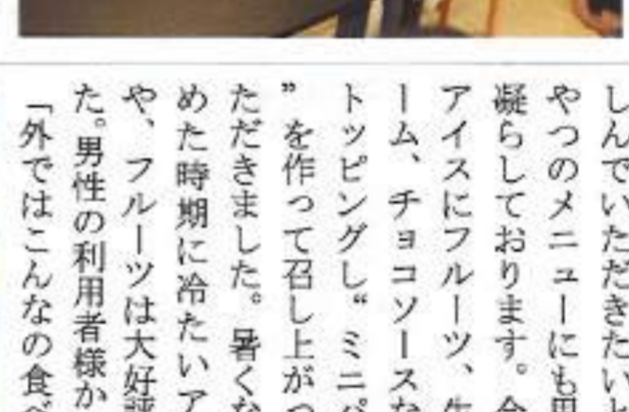 しんでいただきたいと
やつのメニューにも
凝らしております。
アイスにフルーツ、
ーム、チョコソースな
トッピングし“ミニパ
”を作って召し上がっ
ただきました。暑くな
めた時期に冷たいア
や、フルーツは大好評
た。男性の利用者様か
「外ではこんなの食べ